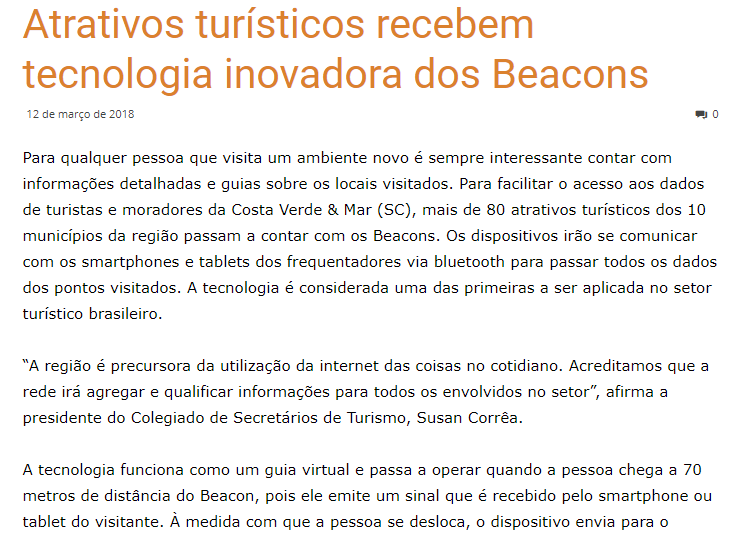 Atrativos turísticos recebem
tecnologia inovadora dos Beacons
12 de março de 2018
0
Para qualquer pessoa que visita um ambiente novo é sempre interessante contar com
informações detalhadas e guias sobre os locais visitados. Para facilitar o acesso aos dados
de turistas e moradores da Costa Verde & Mar (SC), mais de 80 atrativos turísticos dos 10
municípios da região passam a contar com os Beacons. Os dispositivos irão se comunicar
com os smartphones e tablets dos frequentadores via bluetooth para passar todos os dados
dos pontos visitados. A tecnologia é considerada uma das primeiras a ser aplicada no setor
turístico brasileiro.
“A região é precursora da utilização da internet das coisas no cotidiano. Acreditamos que a
rede irá agregar e qualificar informações para todos os envolvidos no setor”, afirma a
presidente do Colegiado de Secretários de Turismo, Susan Corrêa.
A tecnologia funciona como um guia virtual e passa a operar quando a pessoa chega a 70
metros de distância do Beacon, pois ele emite um sinal que é recebido pelo smartphone ou
tablet do visitante. À medida com que a pessoa se desloca, o dispositivo envia para o